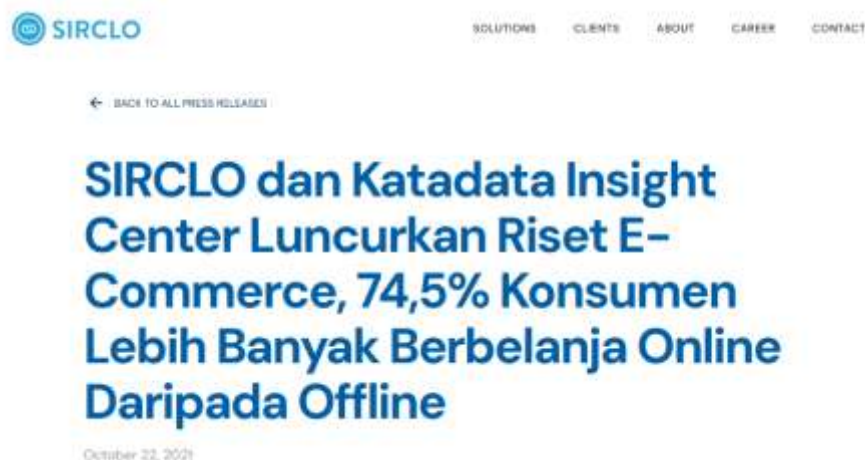 SIRCLO
SOLUTIONS CLIENTS ABOUT CAREER CONTACT
← BACK TO ALL PRESS RELEASES
SIRCLO dan Katadata Insight
Center Luncurkan Riset E-
Commerce, 74,5% Konsumen
Lebih Banyak Berbelanja Online
Daripada Offline
October 22, 2021